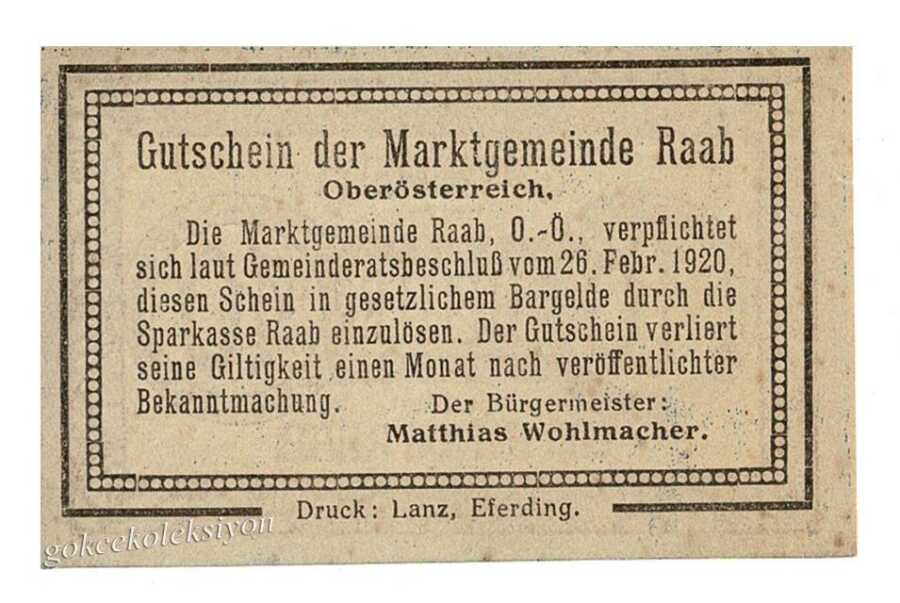 Gutschein der Marktgemeinde Raab
Oberösterreich.
Die Marktgemeinde Raab, O.-Ö., verpflichtet
sich laut Gemeinderatsbeschluß vom 26. Febr. 1920,
diesen Schein in gesetzlichem Bargelde durch die
Sparkasse Raab einzulösen. Der Gutschein verliert
seine Giltigkeit einen Monat nach veröffentlichter
Bekanntmachung. Der Bürgermeister:
Matthias Wohlmacher.
Druck: Lanz, Eferding.
gokcekoleksiyon